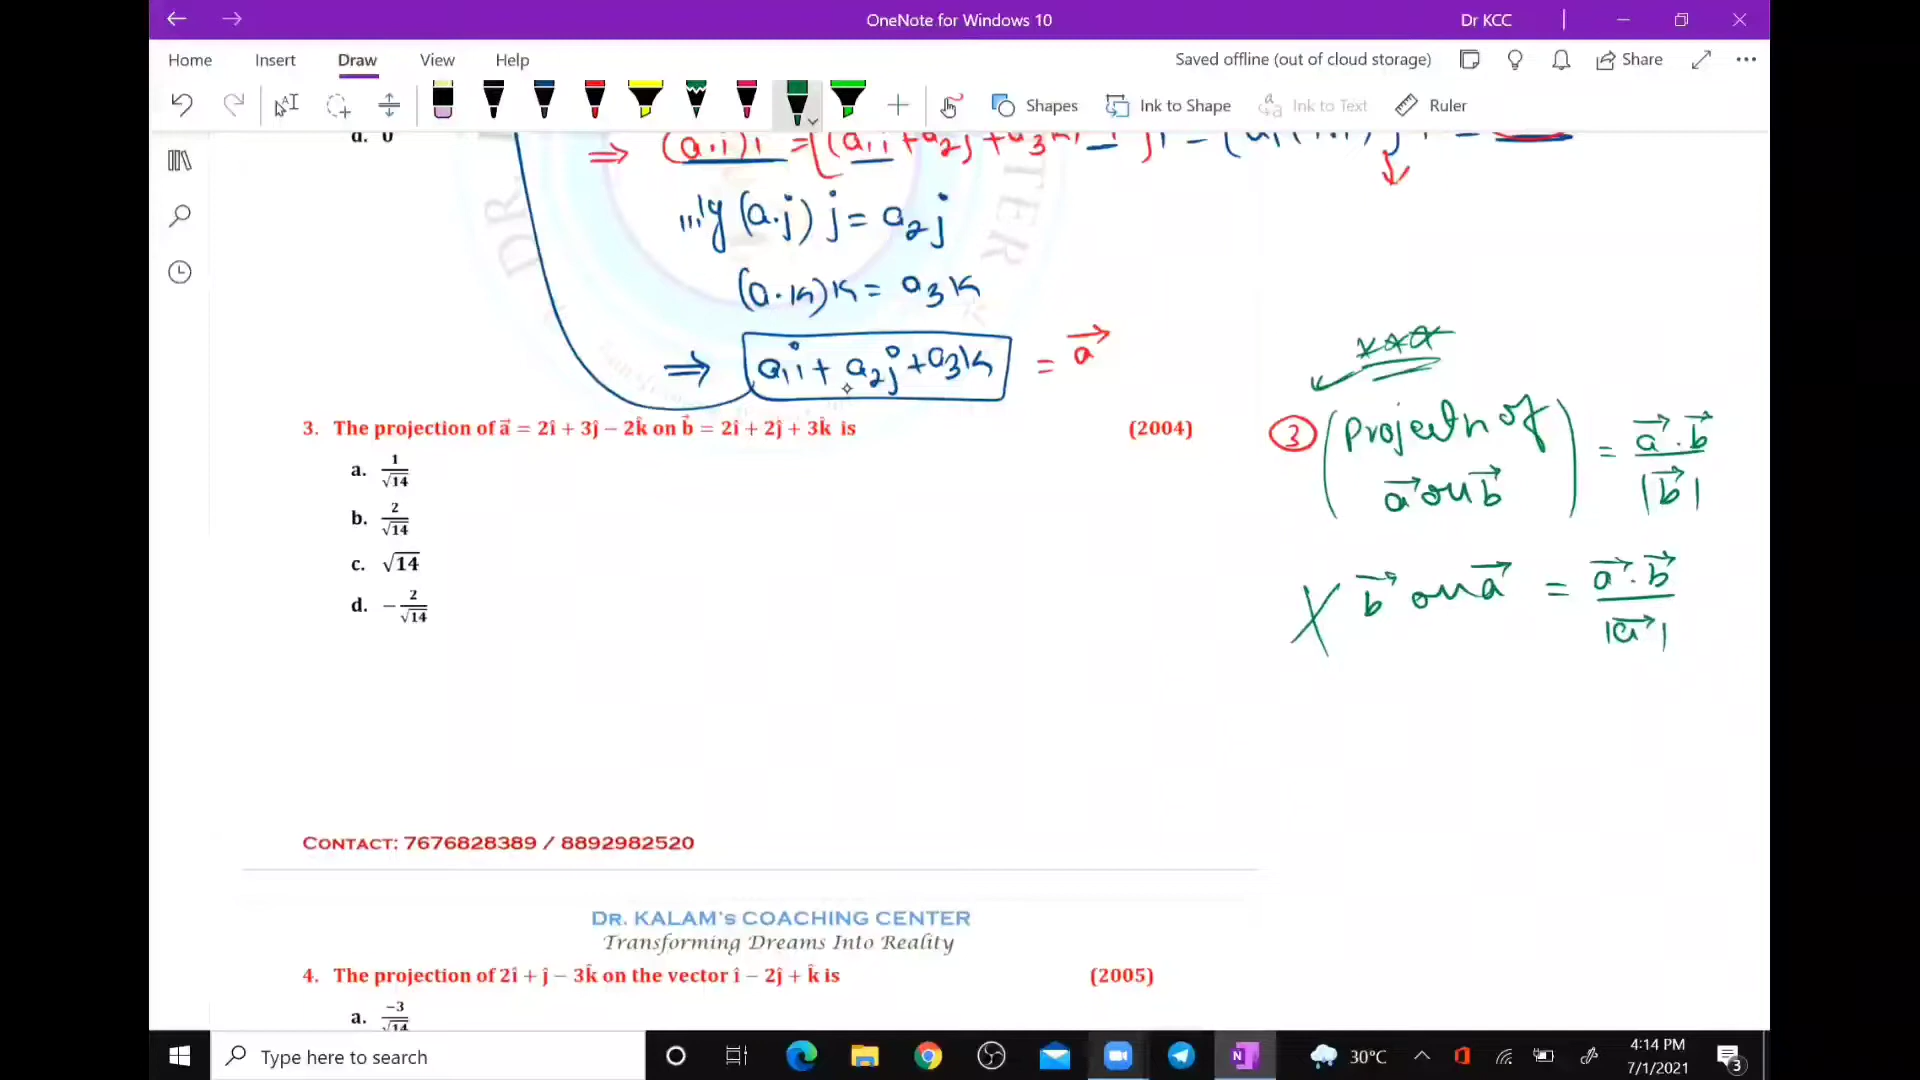 OneNote for Windows 10
Dr KCC
Home Insert Draw View Help
Saved offline (out of cloud storage)
Share
Shapes
Ink to Shape
Ink to Text
Ruler
d. 0
⇒ (a.i)i =
lllly (a.j) j = a₂j
(a.k)k = a₃k
⇒ a₁i + a₂j + a₃k = a⃗
3. The projection of a⃗ = 2î + 3ĵ − 2k̂ on b⃗ = 2î + 2ĵ + 3k̂ is (2004)
a. 1/√14
b. 2/√14
c. √14
d. −2/√14
③ (Projectn of a⃗ on b⃗) = a⃗.b⃗/|b⃗|
b⃗ on a⃗ = a⃗.b⃗/|a⃗|
CONTACT: 7676828389 / 8892982520
DR. KALAM's COACHING CENTER
Transforming Dreams Into Reality
4. The projection of 2î + ĵ − 3k̂ on the vector î − 2ĵ + k̂ is (2005)
a. −3/√14
Type here to search
30°C
4:14 PM
7/1/2021
3